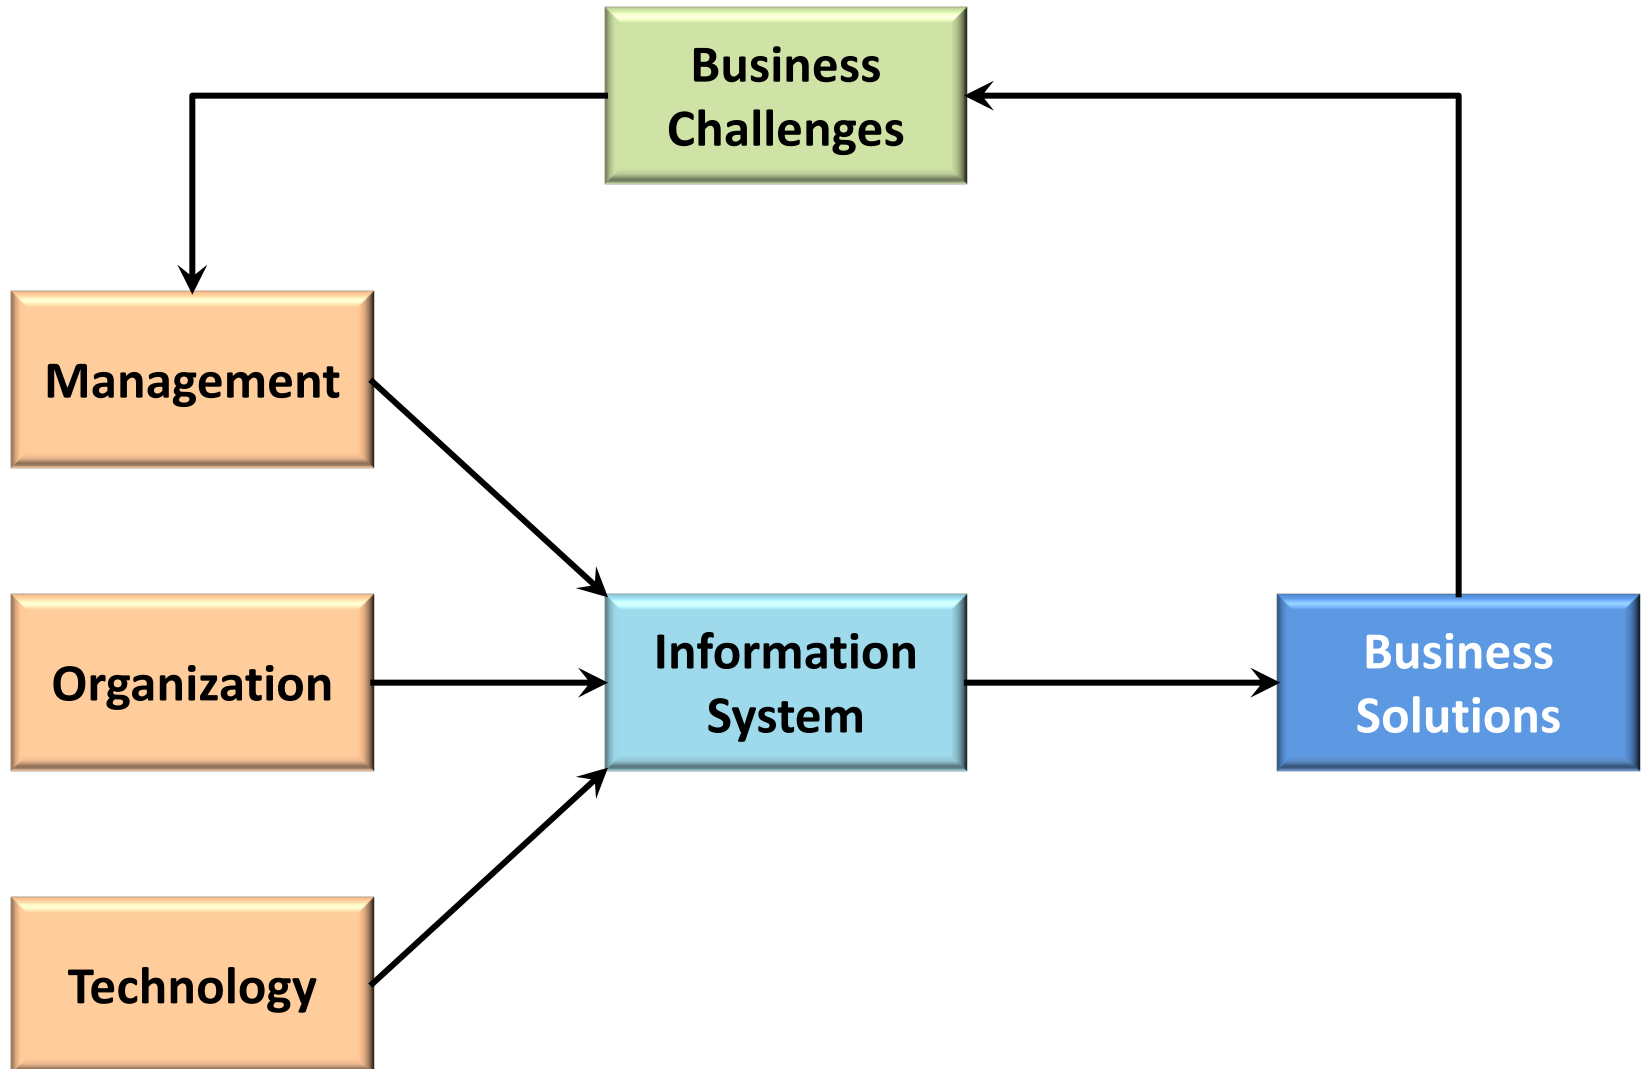 Business
Challenges
Management
Organization
Information
System
Business
Solutions
Technology